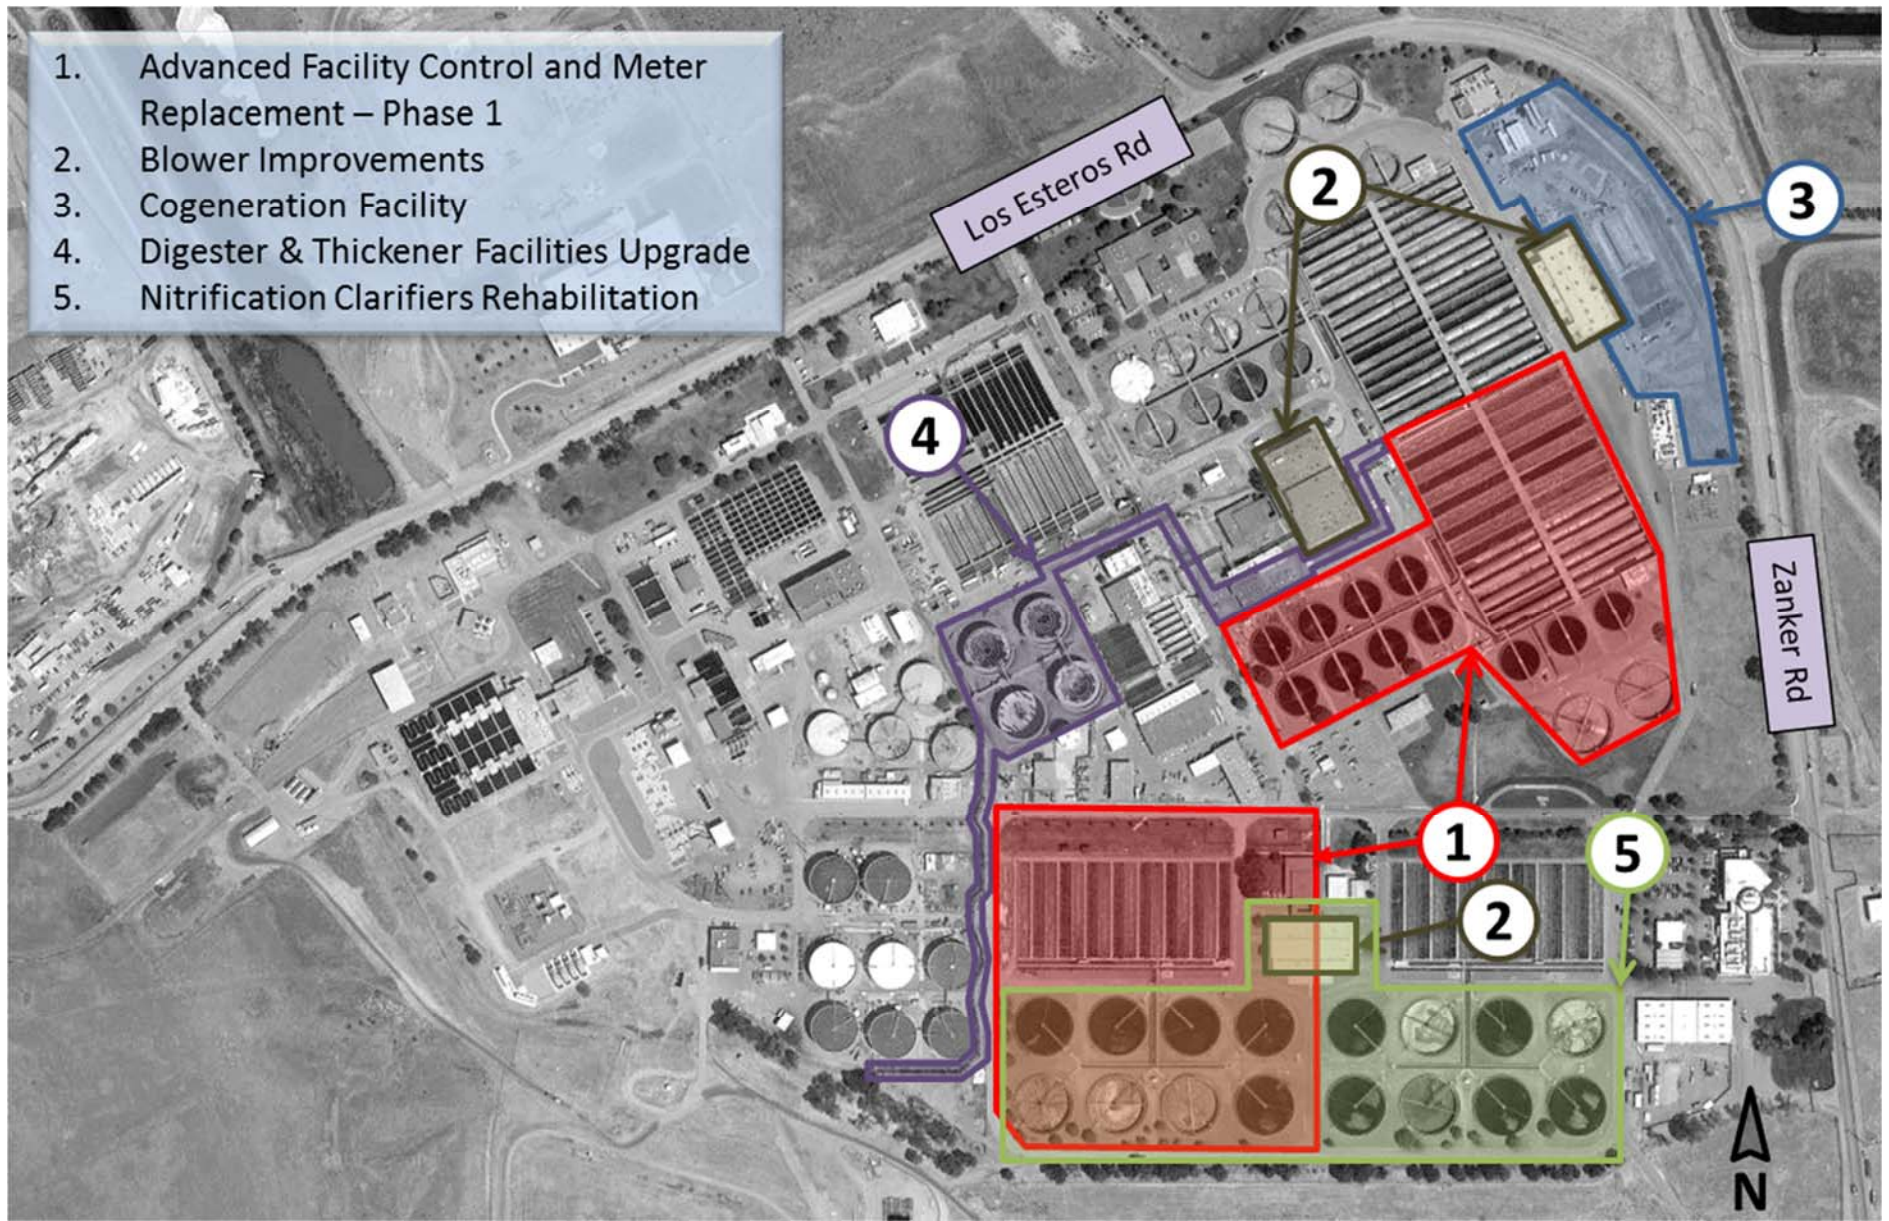 1. Advanced Facility Control and Meter
Replacement – Phase 1
2. Blower Improvements
3. Cogeneration Facility
4. Digester & Thickener Facilities Upgrade
5. Nitrification Clarifiers Rehabilitation
Los Esteros Rd
2
3
4
Zanker Rd
1
5
2
N